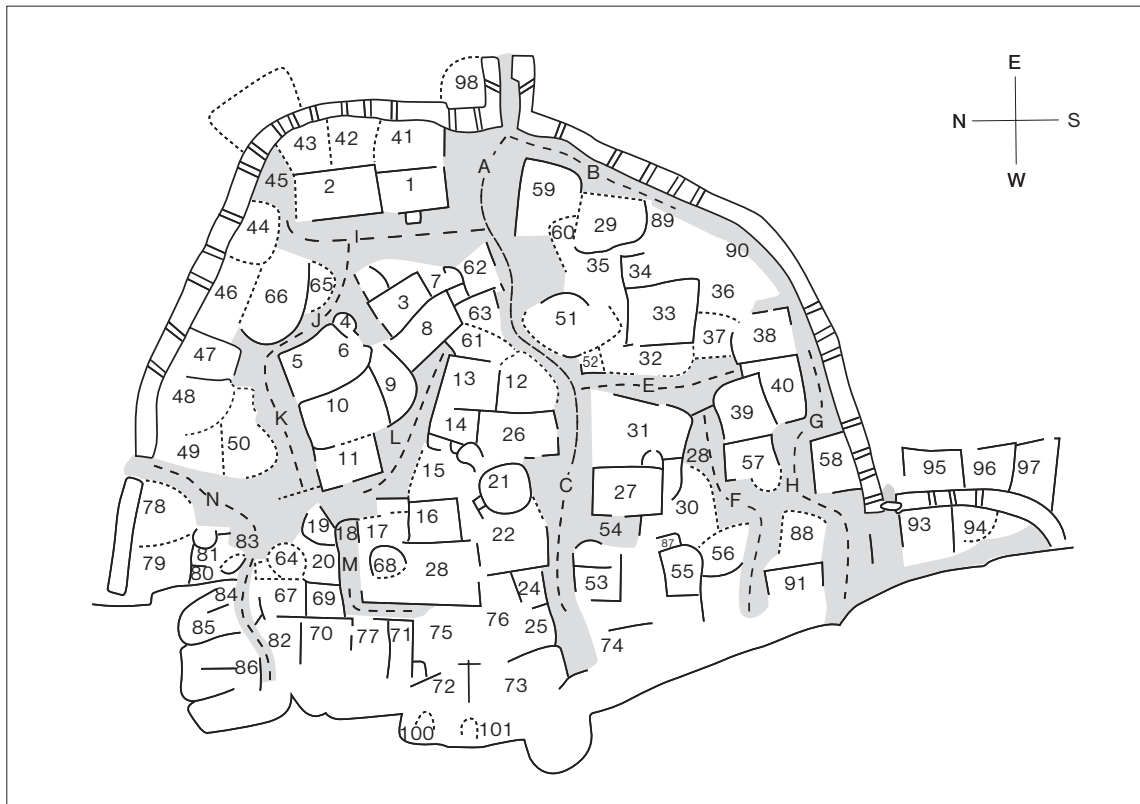 E
N S
W
98
43 42 41
A
45 2 1 B
59
44 60 29 89
I 90
62 35 34
46 66 65 7 36
3 63
J 4 8 51 33
61 37 38
47 5 6 52 32
13 12
48 9 E 40
10 14 39
K L 26 31 G
49 50 28
11 15 57 58 95 96 97
21 C 27
N F H
78 19 18 17 16 30 93 94
22 54 88
83 87
79 81 64 20 M 68 28 56
80 53 55 91
84 67 69 24
85 76 25
82 70 77 71 75 74
86
72 73
100 101